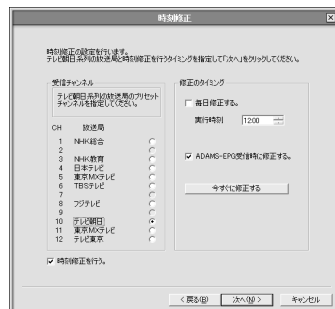 時刻修正
時刻修正の設定を行います。
テレビ朝日系列の放送局と時刻修正を行うタイミングを指定して「次へ」をクリックしてください。
受信チャンネル
テレビ朝日系列の放送局のプリセット
チャンネルを指定してください。
CH 放送局
1 NHK総合
2
3 NHK教育
4 日本テレビ
5 東京MXテレビ
6 TBSテレビ
7
8 フジテレビ
9
10 テレビ朝日
11 東京MXテレビ
12 テレビ東京
時刻修正を行う。
修正のタイミング
毎日修正する。
実行時刻 12:00
ADAMS-EPG受信時に修正する。
今すぐに修正する
< 戻る(B) 次へ(N) > キャンセル